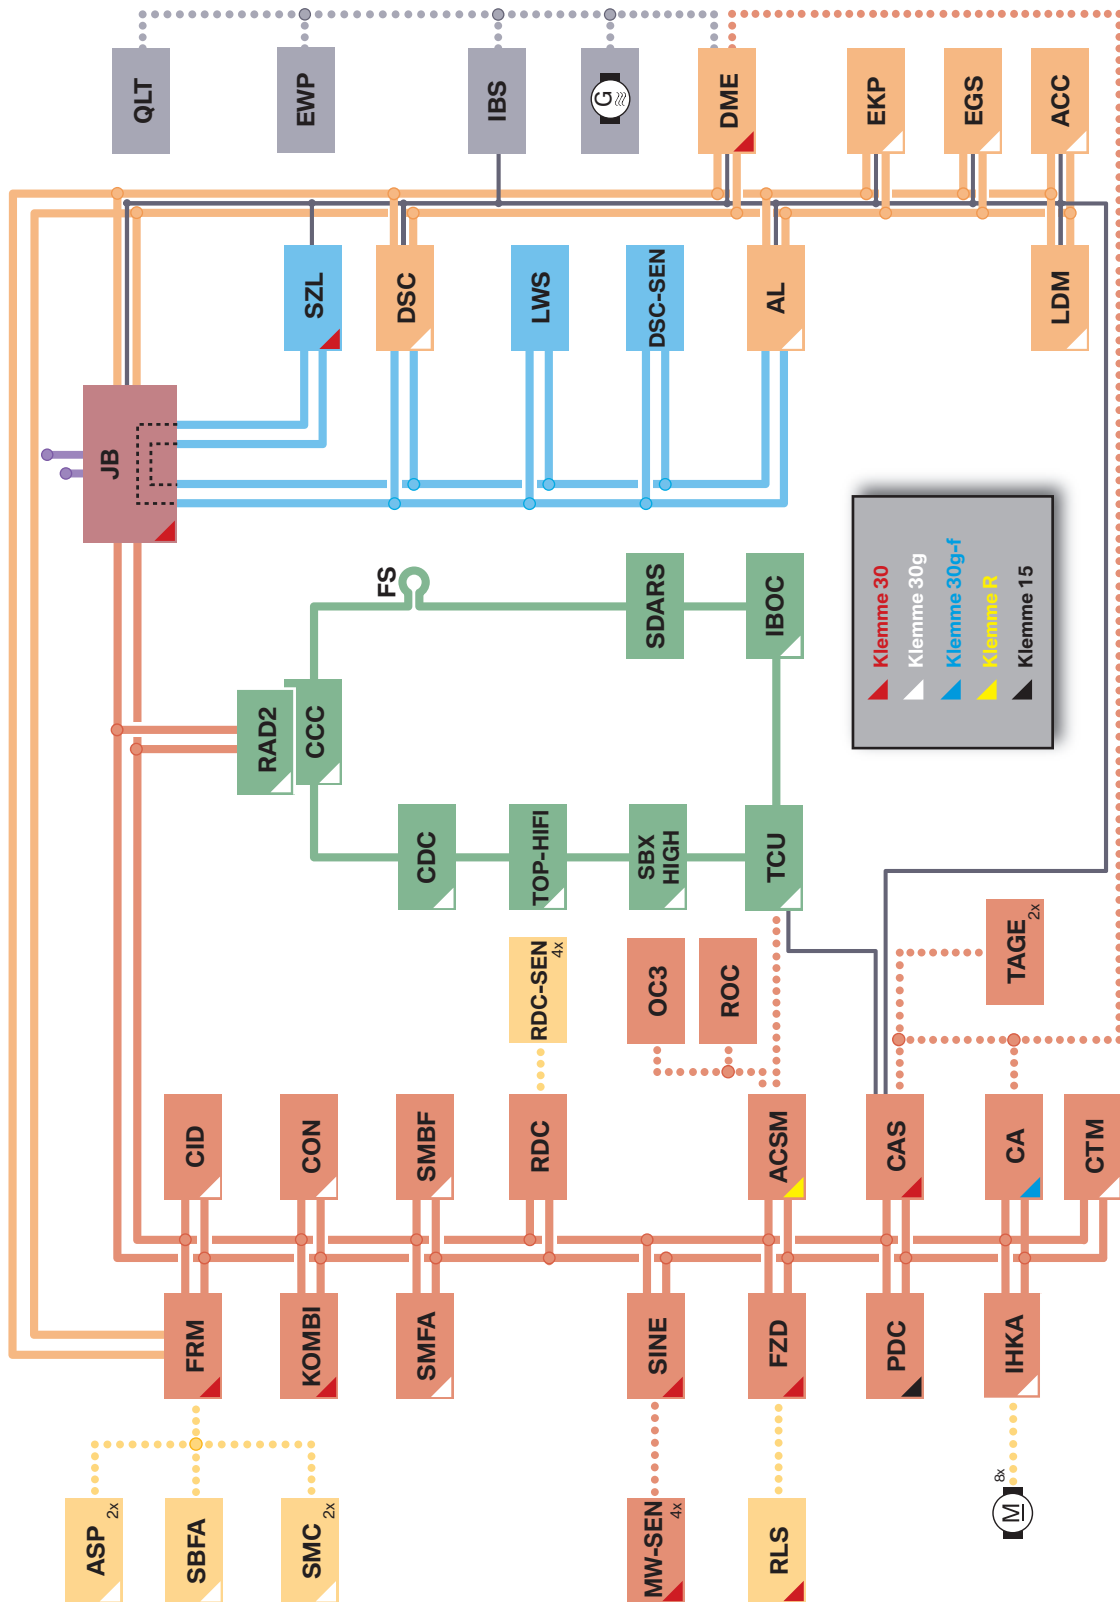 QLT
EWP
IBS
G
DME
EKP
EGS
ACC
SZL
DSC
LWS
DSC-SEN
AL
LDM
JB
FS
SDARS
IBOC
RAD2
CCC
CDC
TOP-HIFI
SBX
HIGH
TCU
Klemme 30
Klemme 30g
Klemme 30g-f
Klemme R
Klemme 15
RDC-SEN
4x
OC3
ROC
TAGE
2x
CID
CON
SMBF
RDC
ACSM
CAS
CA
CTM
FRM
KOMBI
SMFA
SINE
FZD
PDC
IHKA
ASP
2x
SBFA
SMC
2x
MW-SEN
4x
RLS
M
8x